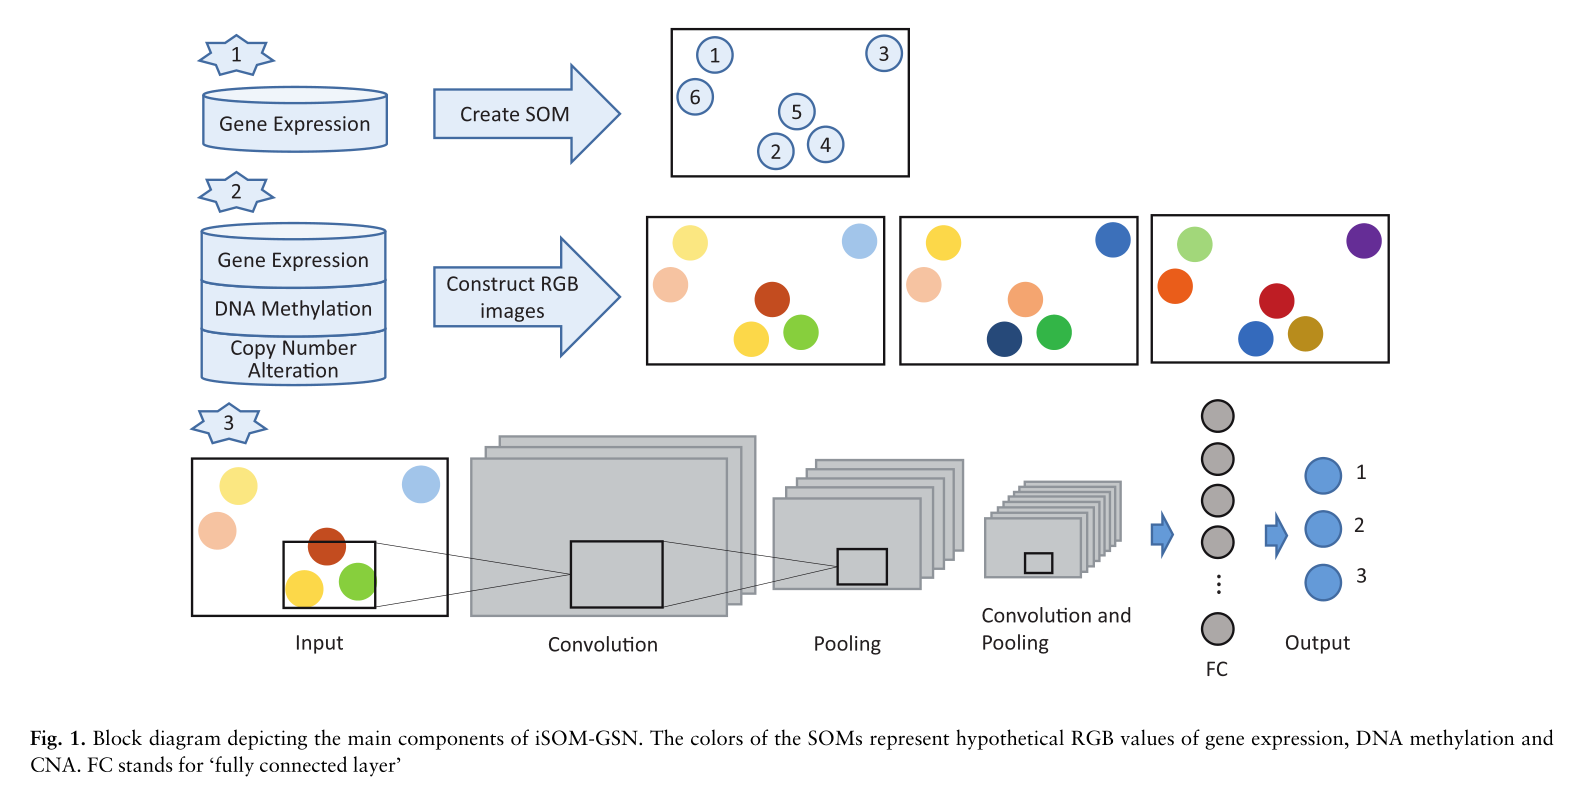 1
Gene Expression
Create SOM
1
3
6
5
2
4
2
Gene Expression
DNA Methylation
Copy Number
Alteration
Construct RGB
images
3
Input
Convolution
Pooling
Convolution and
Pooling
FC
1
2
3
Output
Fig. 1. Block diagram depicting the main components of iSOM-GSN. The colors of the SOMs represent hypothetical RGB values of gene expression, DNA methylation and
CNA. FC stands for ‘fully connected layer’